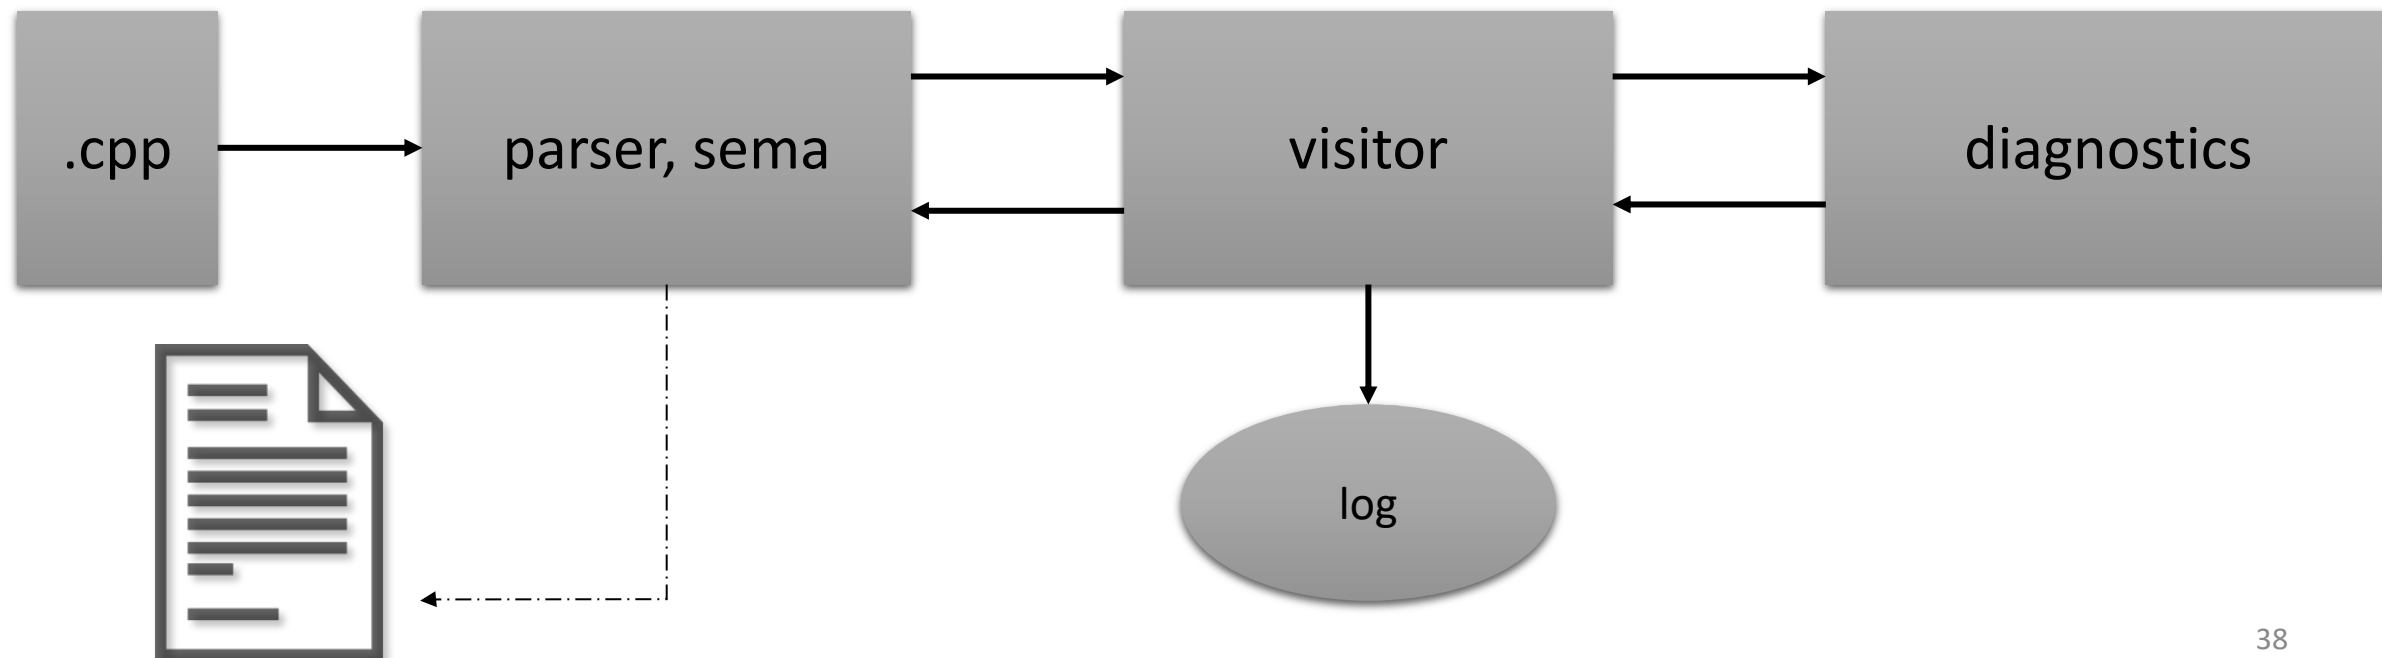 .cpp
parser, sema
visitor
diagnostics
log
38